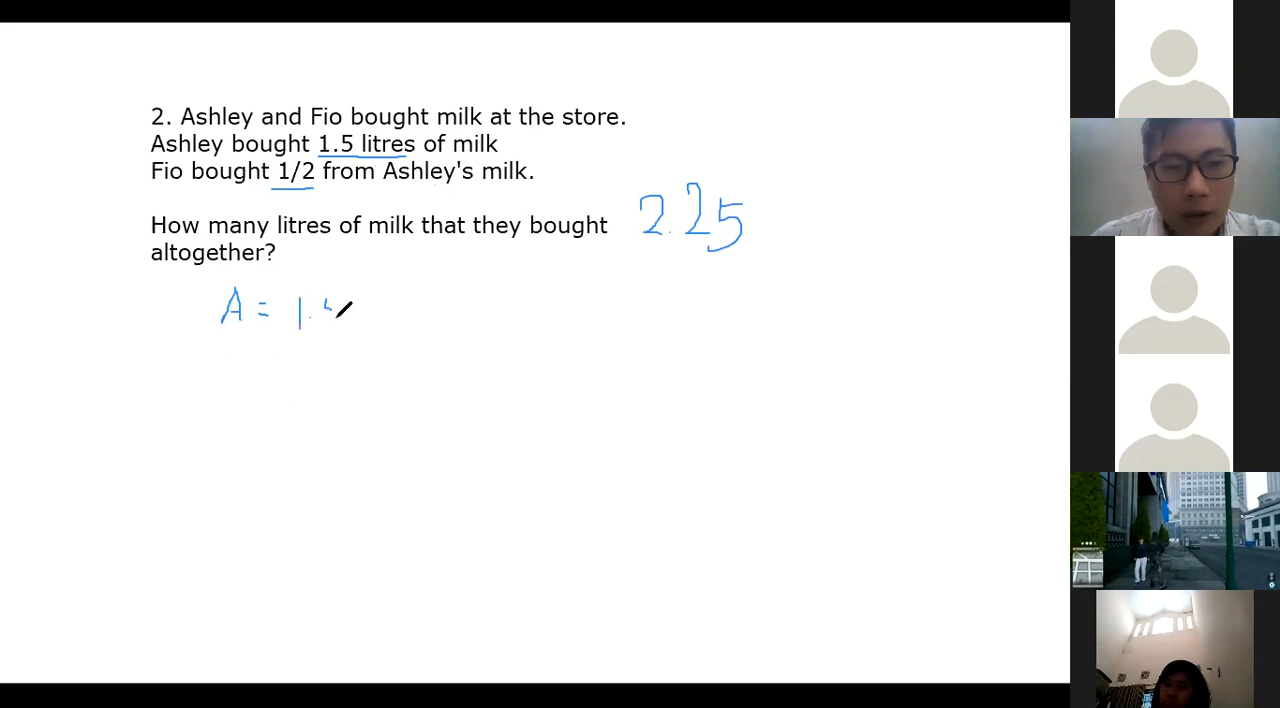 2. Ashley and Fio bought milk at the store.
Ashley bought 1.5 litres of milk
Fio bought 1/2 from Ashley's milk.
How many litres of milk that they bought
altogether?
2.25
A = 1.